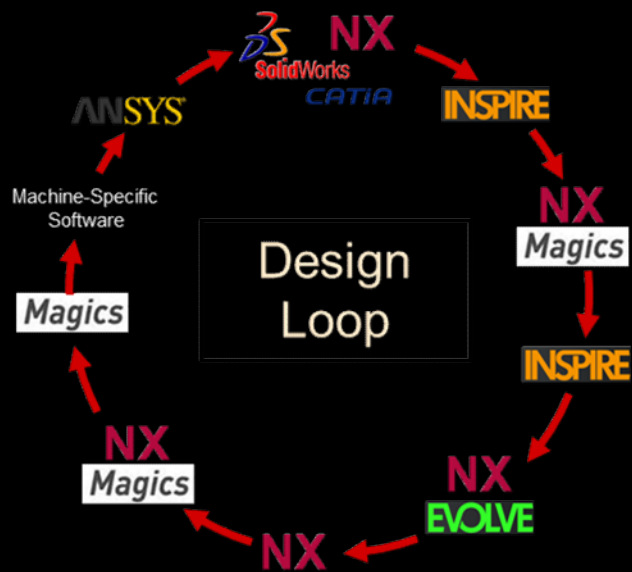 NX
SolidWorks
CATIA
INSPIRE
NX
Magics
INSPIRE
NX
EVOLVE
NX
NX
Magics
Magics
Machine-Specific
Software
ANSYS
Design
Loop